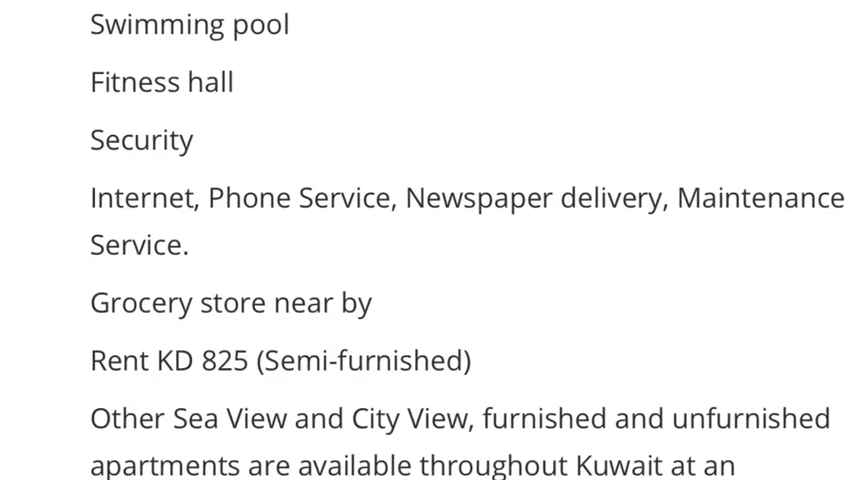 Swimming pool
Fitness hall
Security
Internet, Phone Service, Newspaper delivery, Maintenance
Service.
Grocery store near by
Rent KD 825 (Semi-furnished)
Other Sea View and City View, furnished and unfurnished
apartments are available throughout Kuwait at an